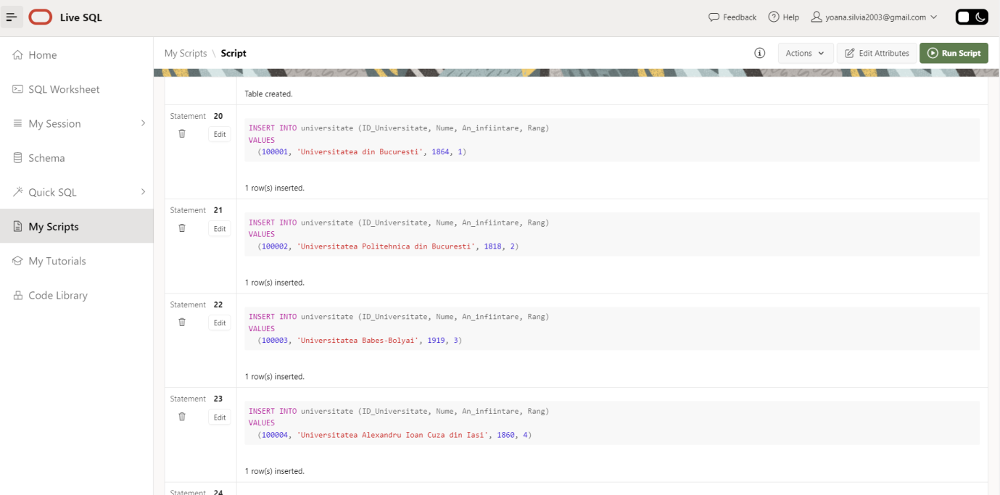 Live SQL
Feedback
Help
yoana.silvia2003@gmail.com
Home
SQL Worksheet
My Session
Schema
Quick SQL
My Scripts
My Tutorials
Code Library
My Scripts \ Script
Actions
Edit Attributes
Run Script
Table created.
Statement 20
Edit
INSERT INTO universitate (ID_Universitate, Nume, An_infiintare, Rang)
VALUES
(100001, 'Universitatea din Bucuresti', 1864, 1)
1 row(s) inserted.
Statement 21
Edit
INSERT INTO universitate (ID_Universitate, Nume, An_infiintare, Rang)
VALUES
(100002, 'Universitatea Politehnica din Bucuresti', 1818, 2)
1 row(s) inserted.
Statement 22
Edit
INSERT INTO universitate (ID_Universitate, Nume, An_infiintare, Rang)
VALUES
(100003, 'Universitatea Babes-Bolyai', 1919, 3)
1 row(s) inserted.
Statement 23
Edit
INSERT INTO universitate (ID_Universitate, Nume, An_infiintare, Rang)
VALUES
(100004, 'Universitatea Alexandru Ioan Cuza din Iasi', 1860, 4)
1 row(s) inserted.
Statement 24